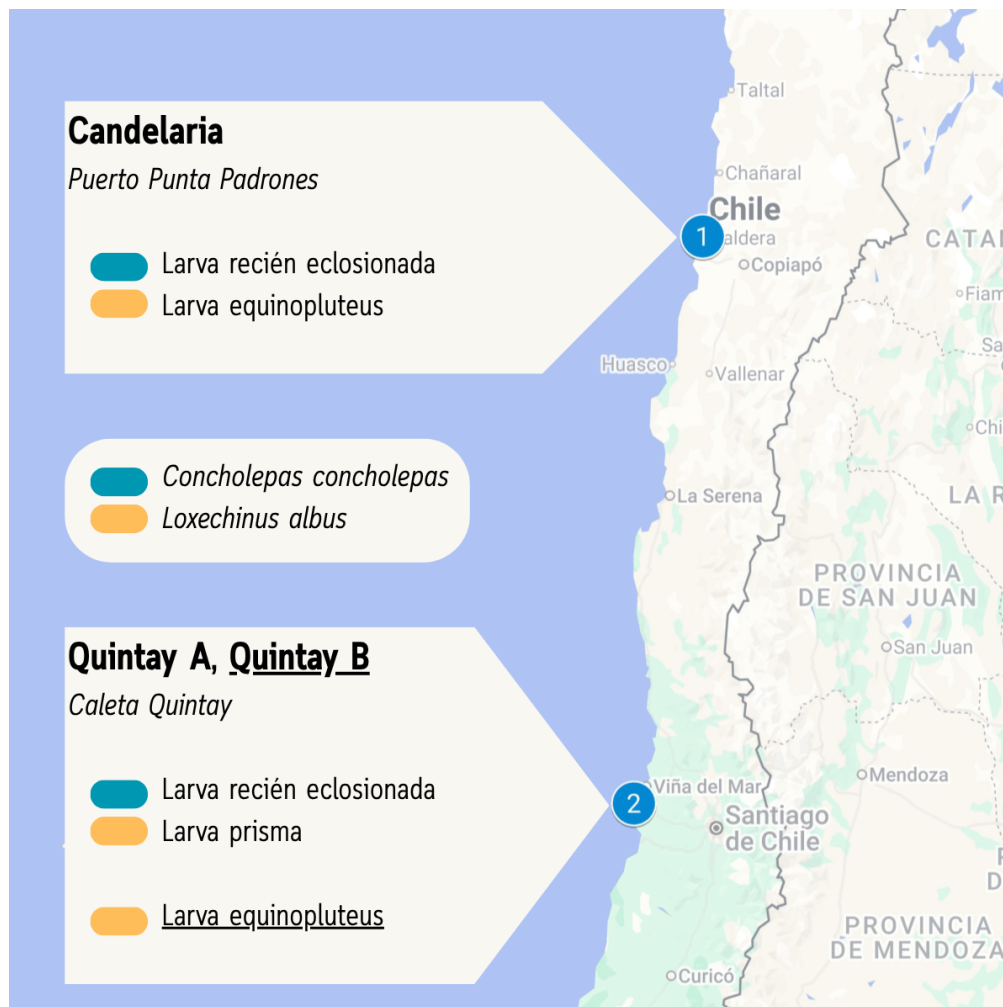 Candelaria
Puerto Punta Padrones
Larva recién eclosionada
Larva equinopluteus
Concholepas concholepas
Loxechinus albus
Quintay A, Quintay B
Caleta Quintay
Larva recién eclosionada
Larva prisma
Larva equinopluteus
Taltal
Chañaral
Chile
1
aldera
Copiapó
CATA
Fiam
Sa
Huasco
Vallenar
Chi
La Serena
LA R
PROVINCIA
DE SAN JUAN
San Juan
Mendoza
2
Viña del Mar
Santiago
de Chile
P
D
PROVINCIA
DE MENDOZA
Curicó